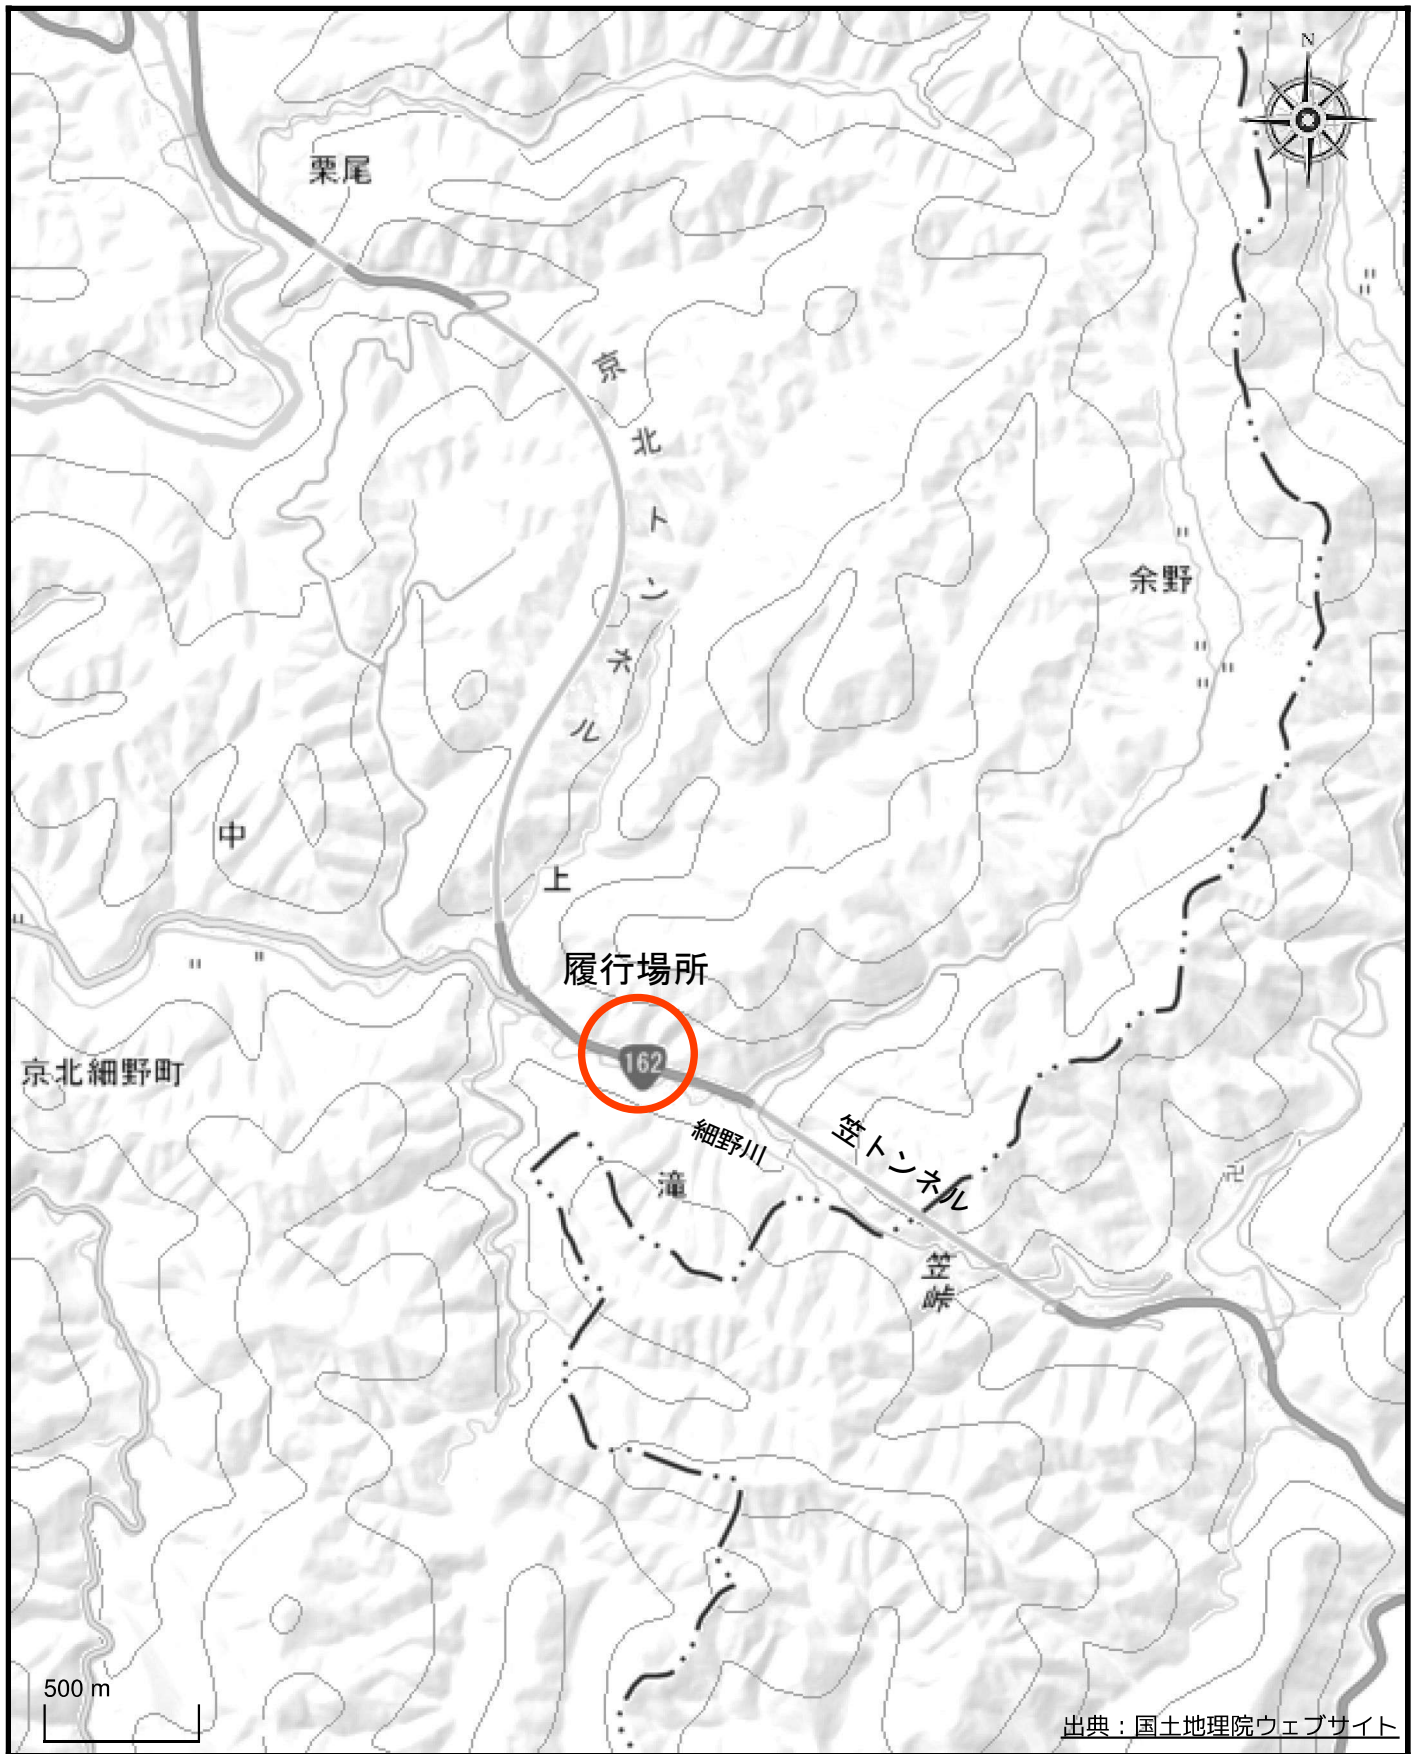 N
栗尾
京北トンネル
余野
中
上
履行場所
162
京北細野町
細野川
笠トンネル
滝
笠峠
500 m
出典：国土地理院ウェブサイト